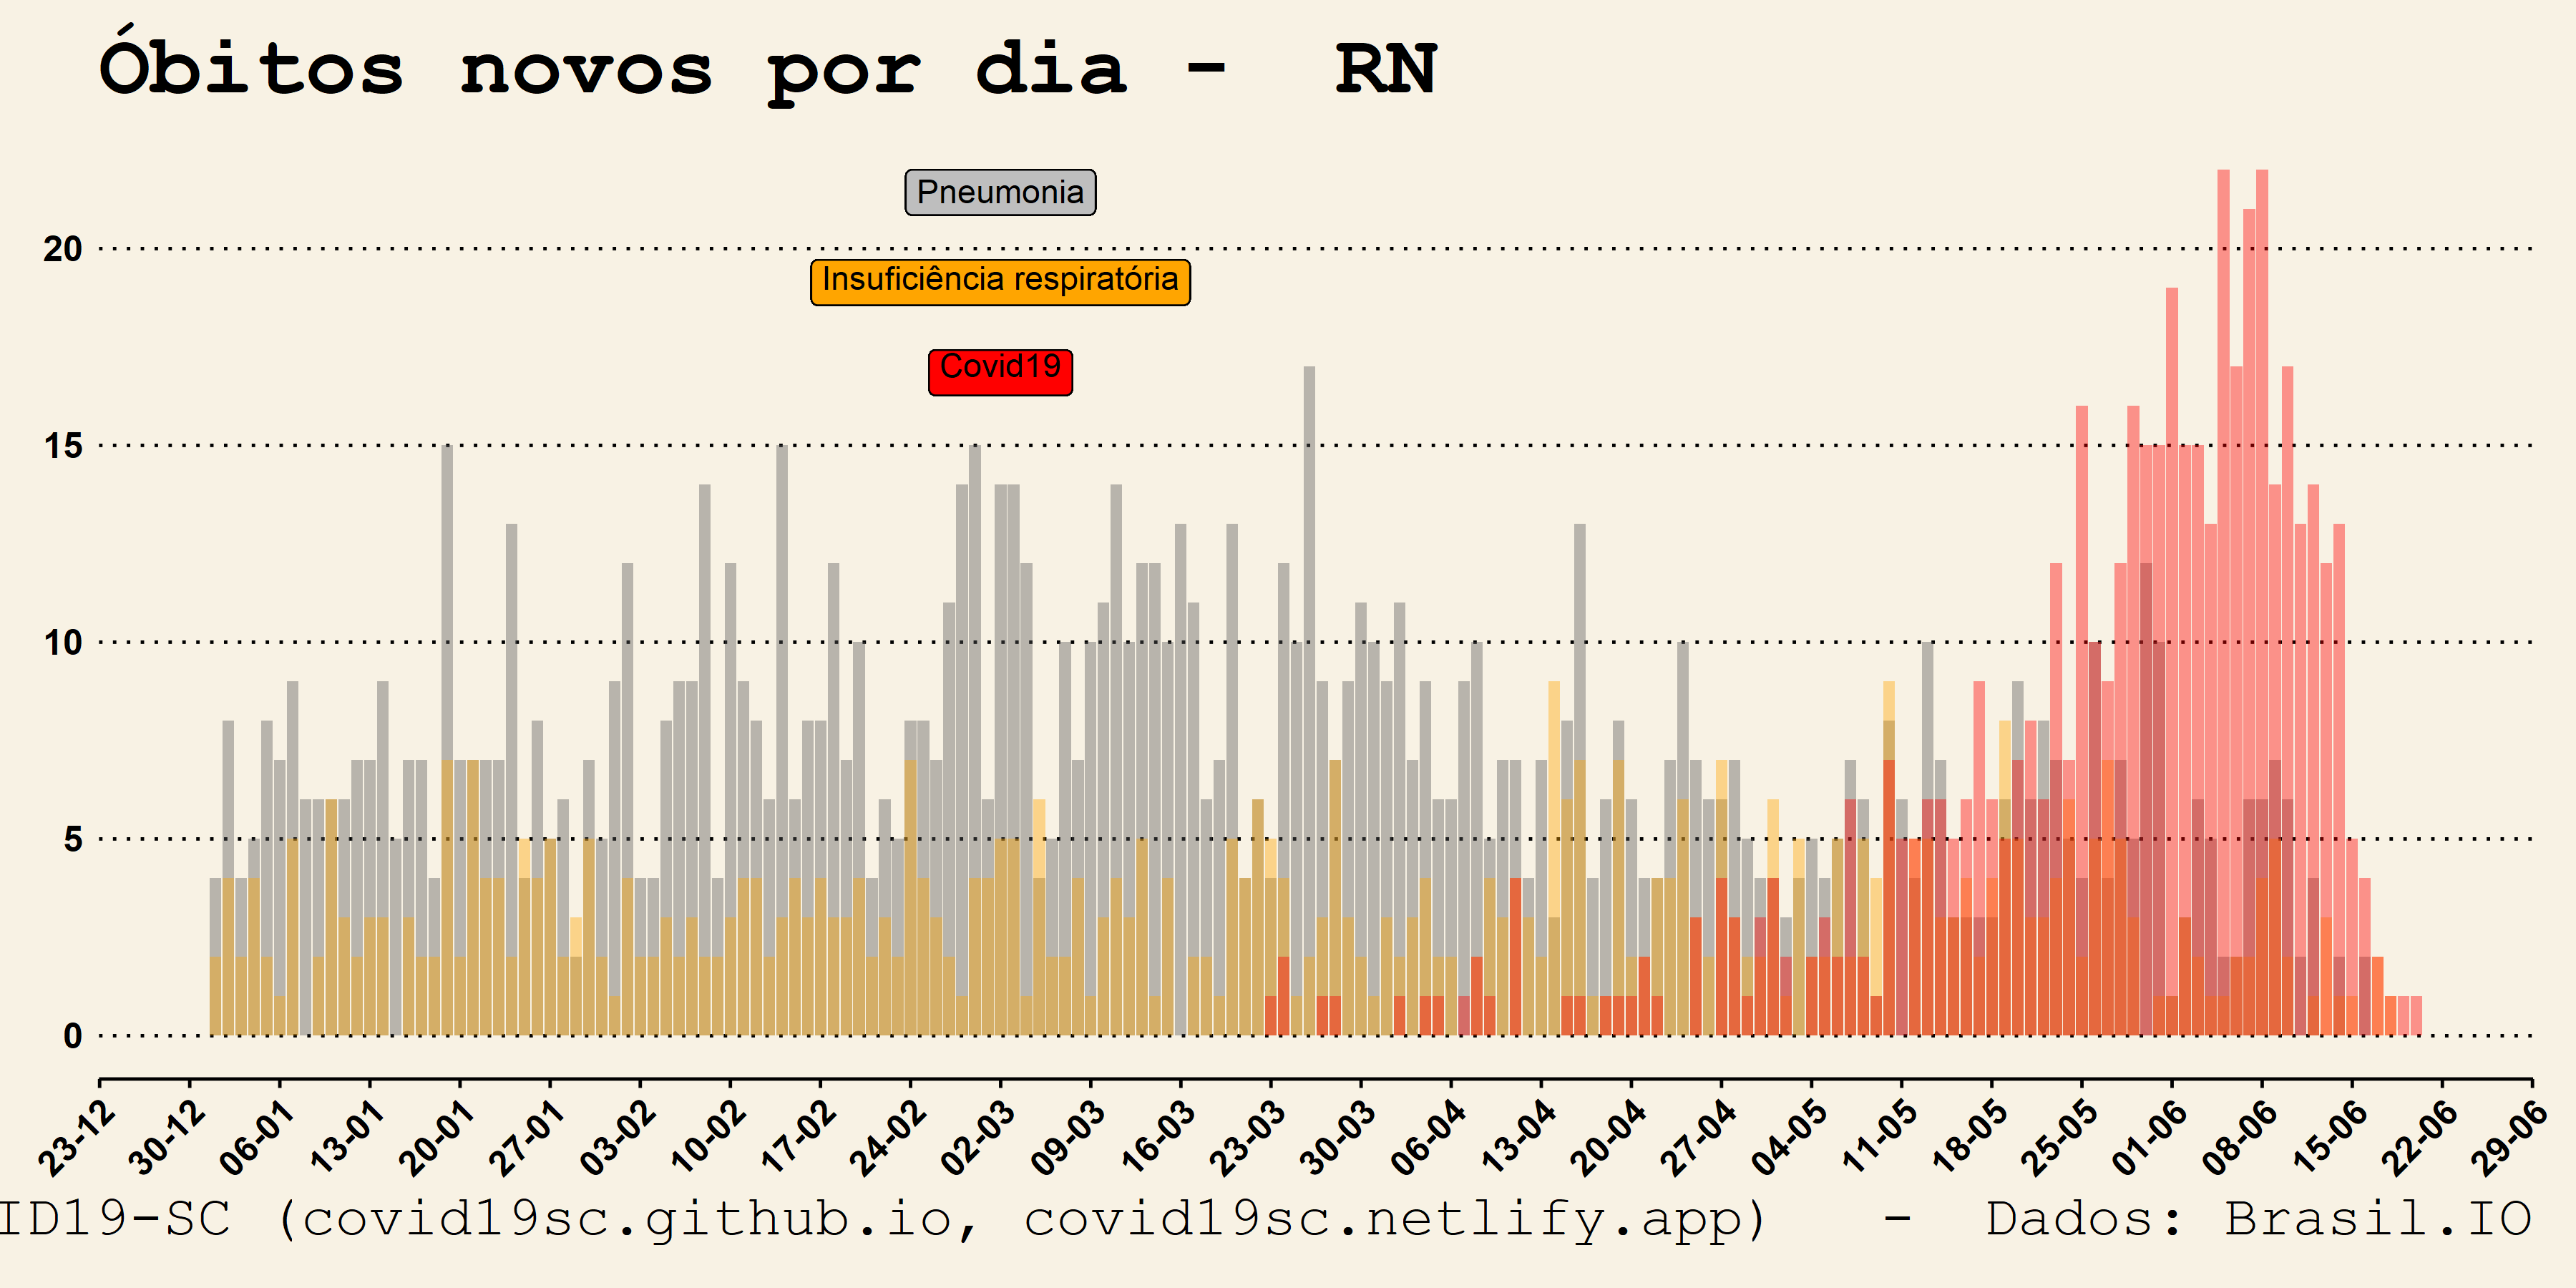 Óbitos novos por dia - RN
Pneumonia
20
Insuficiência respiratória
Covid19
15
10
5
0
23-12 30-12 06-01 13-01 20-01 27-01 03-02 10-02 17-02 24-02 02-03 09-03 16-03 23-03 30-03 06-04 13-04 20-04 27-04 04-05 11-05 18-05 25-05 01-06 08-06 15-06 22-06 29-06
ID19-SC (covid19sc.github.io, covid19sc.netlify.app) - Dados: Brasil.IO